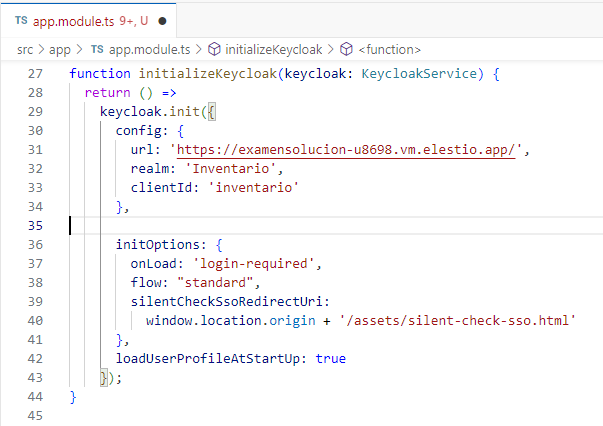 TS app.module.ts 9+, U ●
src > app > TS app.module.ts > initializeKeycloak > <function>
27 function initializeKeycloak(keycloak: KeycloakService) {
28   return () =>
29     keycloak.init({
30       config: {
31         url: 'https://examensolucion-u8698.vm.elestio.app/',
32         realm: 'Inventario',
33         clientId: 'inventario'
34       },
35
36       initOptions: {
37         onLoad: 'login-required',
38         flow: "standard",
39         silentCheckSsoRedirectUri:
40           window.location.origin + '/assets/silent-check-sso.html'
41       },
42       loadUserProfileAtStartUp: true
43     });
44 }
45